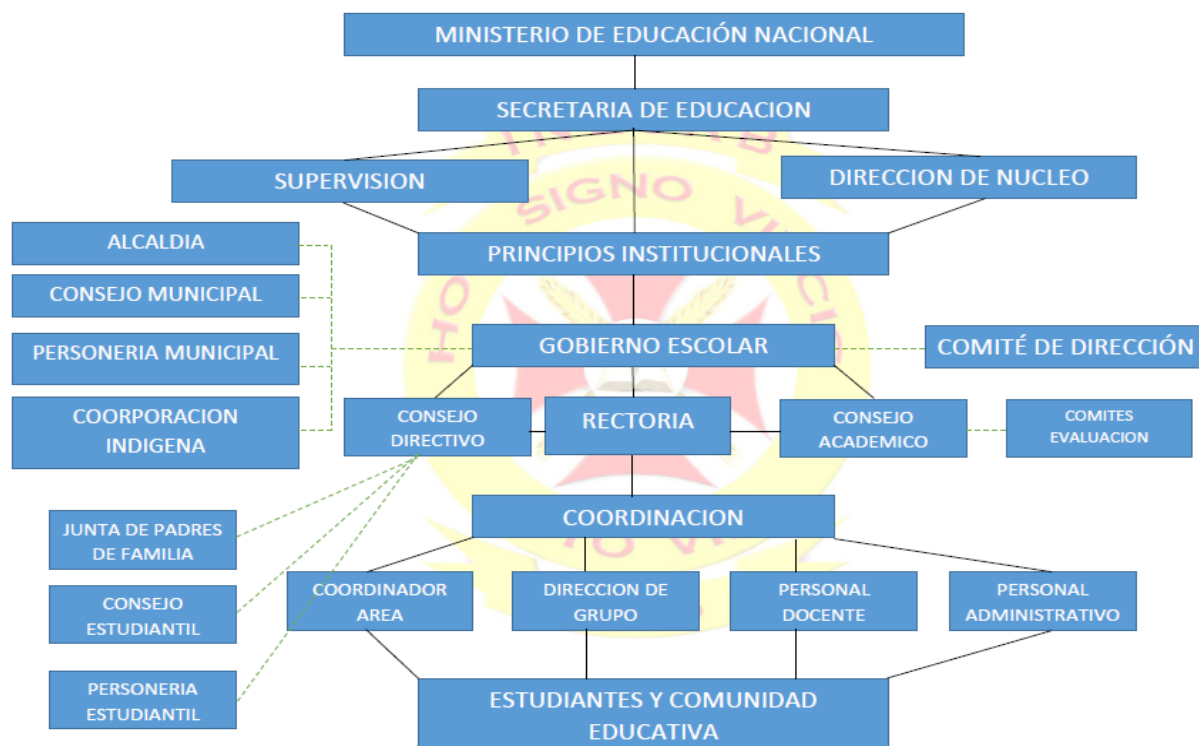 MINISTERIO DE EDUCACIÓN NACIONAL
SECRETARIA DE EDUCACION
SUPERVISION
DIRECCION DE NUCLEO
ALCALDIA
PRINCIPIOS INSTITUCIONALES
CONSEJO MUNICIPAL
PERSONERIA MUNICIPAL
GOBIERNO ESCOLAR
COMITÉ DE DIRECCIÓN
COORPORACION
INDIGENA
CONSEJO
DIRECTIVO
RECTORIA
CONSEJO
ACADEMICO
COMITES
EVALUACION
COORDINACION
JUNTA DE PADRES
DE FAMILIA
COORDINADOR
AREA
DIRECCION DE
GRUPO
PERSONAL
DOCENTE
PERSONAL
ADMINISTRATIVO
CONSEJO
ESTUDIANTIL
PERSONERIA
ESTUDIANTIL
ESTUDIANTES Y COMUNIDAD
EDUCATIVA
SIGNO